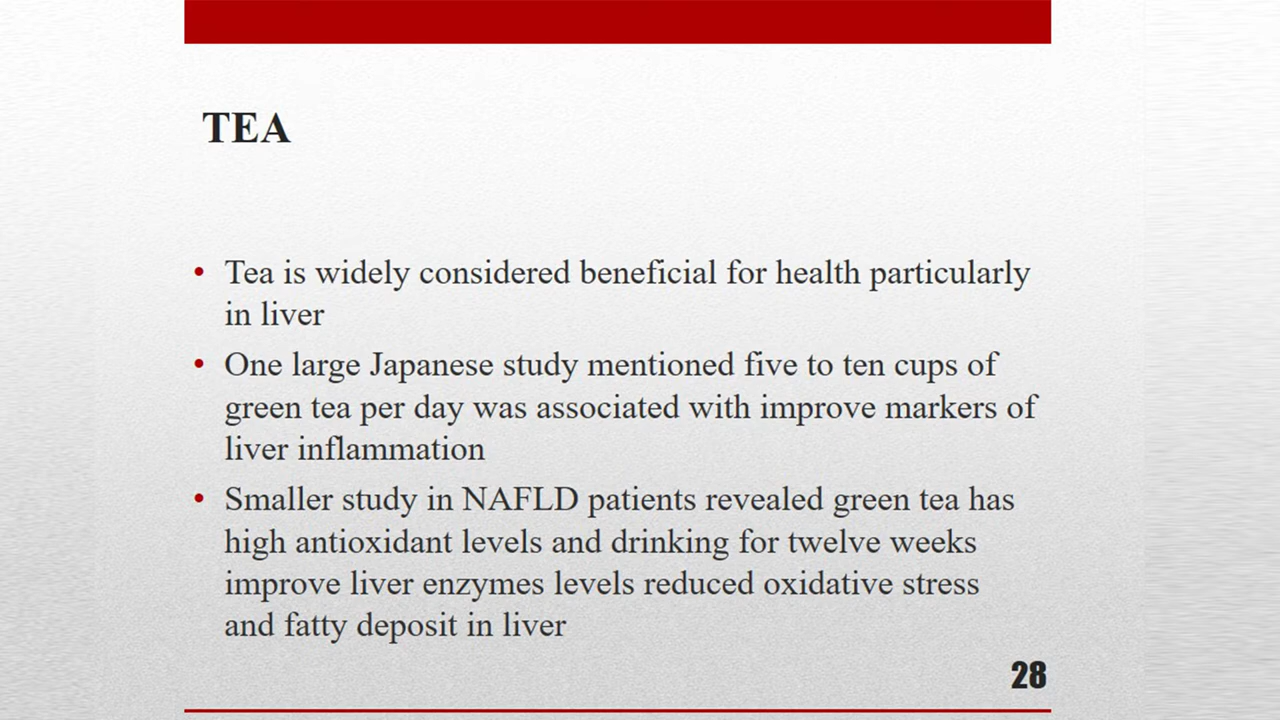 TEA
• Tea is widely considered beneficial for health particularly
in liver
• One large Japanese study mentioned five to ten cups of
green tea per day was associated with improve markers of
liver inflammation
• Smaller study in NAFLD patients revealed green tea has
high antioxidant levels and drinking for twelve weeks
improve liver enzymes levels reduced oxidative stress
and fatty deposit in liver
28